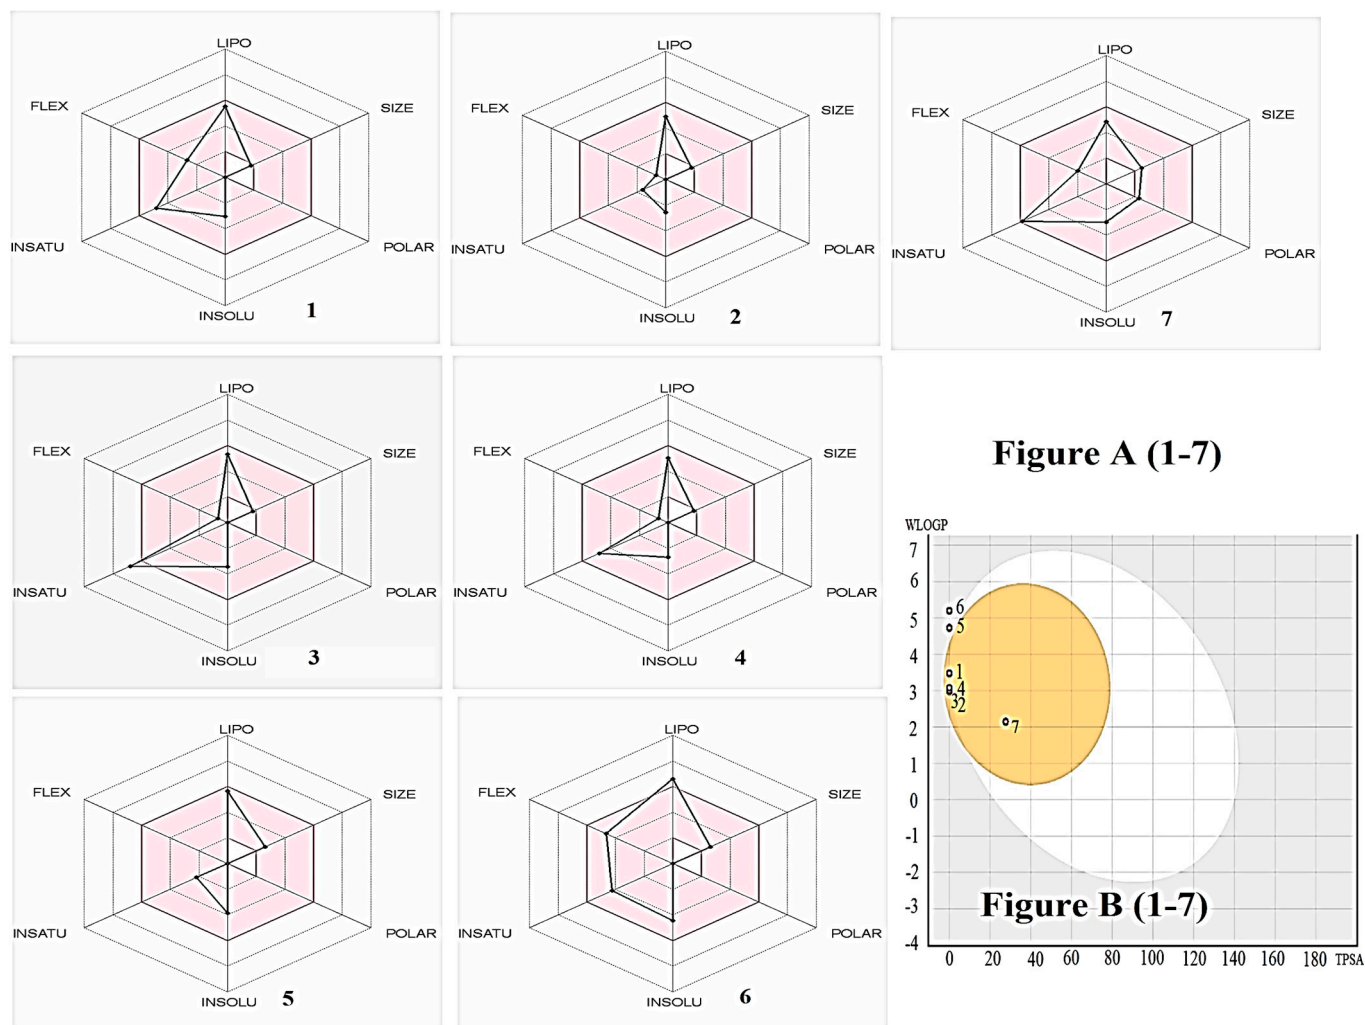 LIPO
FLEX
SIZE
INSATU
POLAR
INSOLU
1
LIPO
FLEX
SIZE
INSATU
POLAR
INSOLU
2
LIPO
FLEX
SIZE
INSATU
POLAR
INSOLU
7
LIPO
FLEX
SIZE
INSATU
POLAR
INSOLU
3
LIPO
FLEX
SIZE
INSATU
POLAR
INSOLU
4
Figure A (1-7)
LIPO
FLEX
SIZE
INSATU
POLAR
INSOLU
5
LIPO
FLEX
SIZE
INSATU
POLAR
INSOLU
6
WLOGP
7
6
5
4
3
2
1
0
-1
-2
-3
-4
6
5
1
4
3
2
7
Figure B (1-7)
0 20 40 60 80 100 120 140 160 180 TPSA